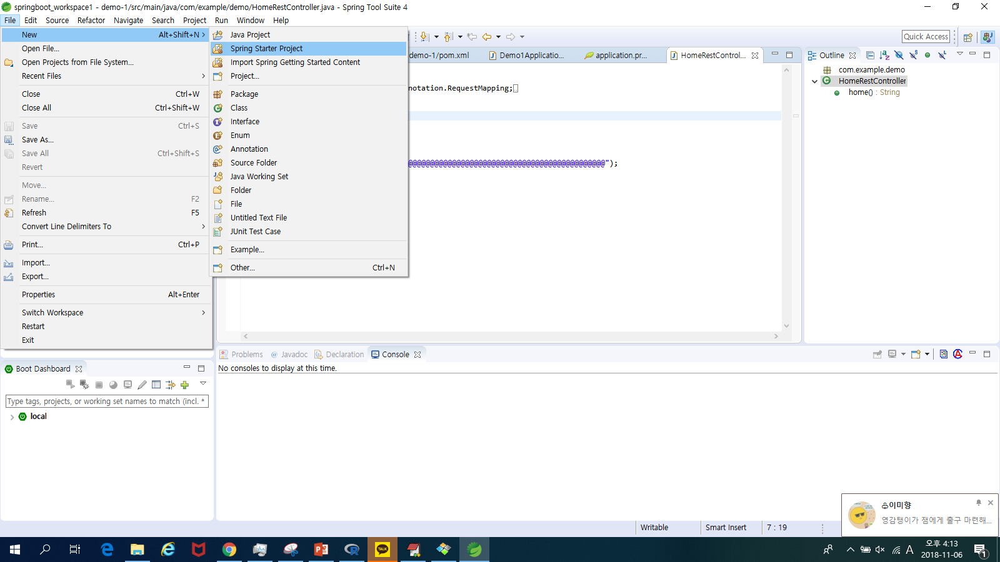 springboot_workspace1 - demo-1/src/main/java/com/example/demo/HomeRestController.java - Spring Tool Suite 4
File Edit Source Refactor Navigate Search Project Run Window Help
New Alt+Shift+N
Open File...
Open Projects from File System...
Recent Files
Close Ctrl+W
Close All Ctrl+Shift+W
Save Ctrl+S
Save As...
Save All Ctrl+Shift+S
Revert
Move...
Rename... F2
Refresh F5
Convert Line Delimiters To
Print... Ctrl+P
Import...
Export...
Properties Alt+Enter
Switch Workspace
Restart
Exit
Java Project
Spring Starter Project
Import Spring Getting Started Content
Project...
Package
Class
Interface
Enum
Annotation
Source Folder
Java Working Set
Folder
File
Untitled Text File
JUnit Test Case
Example...
Other... Ctrl+N
Quick Access
demo-1/pom.xml Demo1Applicatio... application.pr... HomeRestControl...
notation.RequestMapping;
");
Outline
com.example.demo
HomeRestController
home() : String
Problems Javadoc Declaration Console
No consoles to display at this time.
Boot Dashboard
Type tags, projects, or working set names to match (incl. *
local
Writable Smart Insert 7 : 19
이미향
영감탱이가 잼에게 출구 마련해...
TALK
A
오후 4:13
2018-11-06
1